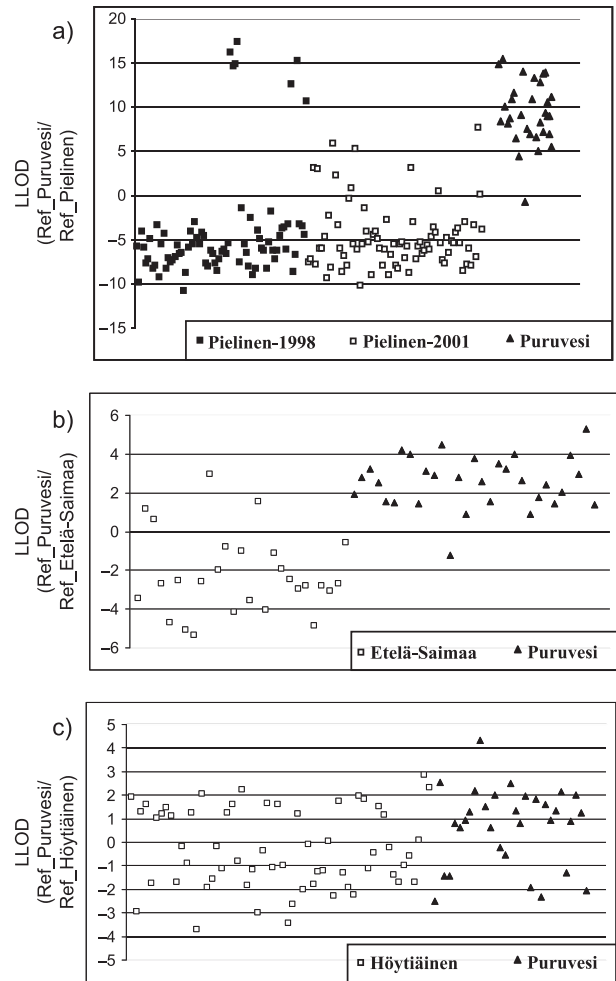 a)
20
15
10
5
0
–5
–10
–15
LLOD
(Ref_Puruvesi/
Ref_Pielinen)
Pielinen-1998 Pielinen-2001 Puruvesi
b)
6
4
2
0
–2
–4
–6
LLOD
(Ref_Puruvesi/
Ref_Etelä-Saimaa)
Etelä-Saimaa Puruvesi
c)
5
4
3
2
1
0
–1
–2
–3
–4
–5
LLOD
(Ref_Puruvesi/
Ref_Höytiäinen)
Höytiäinen Puruvesi